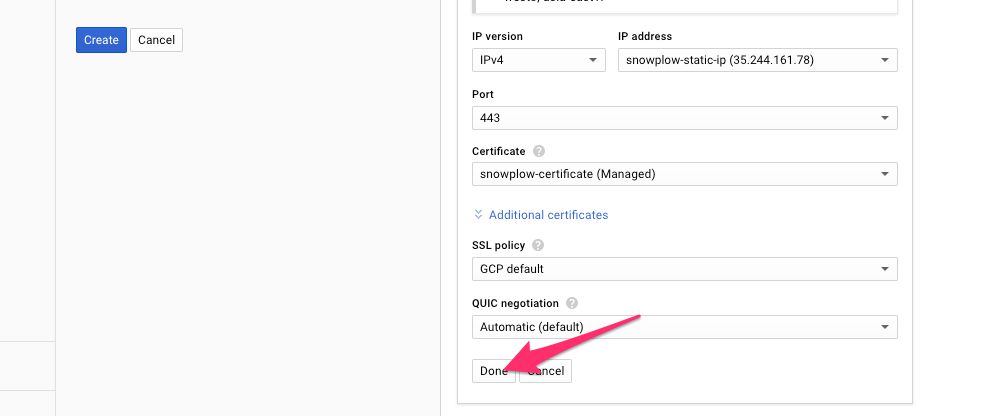 Create Cancel
IP version IP address
IPv4 snowplow-static-ip (35.244.161.78)
Port
443
Certificate
snowplow-certificate (Managed)
Additional certificates
SSL policy
GCP default
QUIC negotiation
Automatic (default)
Done Cancel